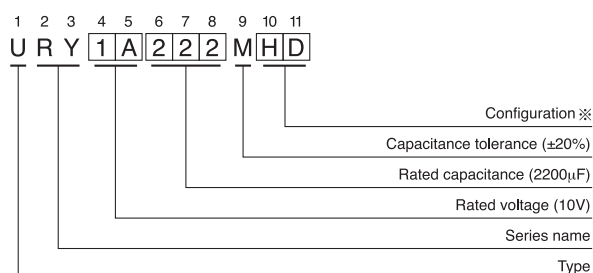 1 2 3 4 5 6 7 8 9 10 11
U R Y 1 A 2 2 2 M H D
Configuration ※
Capacitance tolerance (±20%)
Rated capacitance (2200μF)
Rated voltage (10V)
Series name
Type